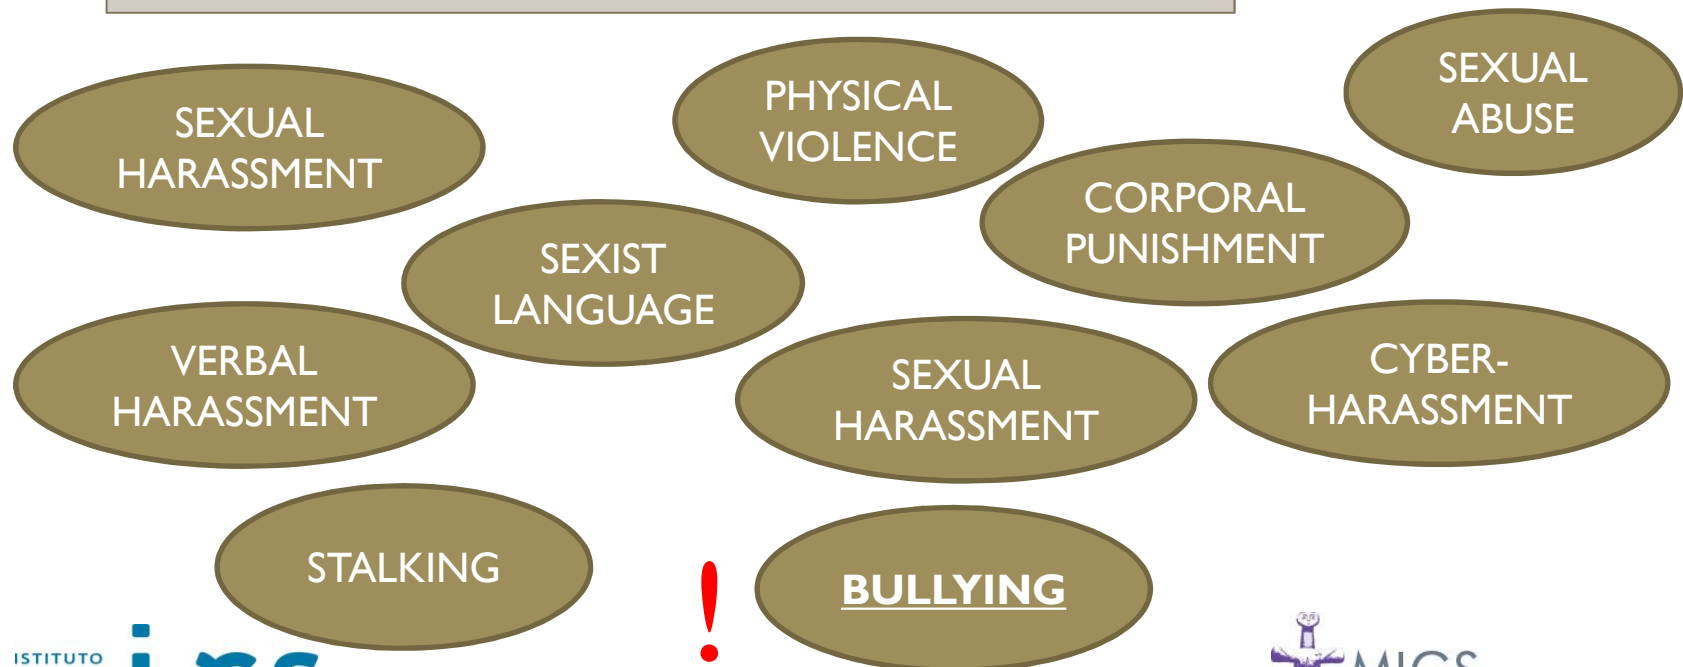 SEXUAL
HARASSMENT
PHYSICAL
VIOLENCE
SEXUAL
ABUSE
SEXIST
LANGUAGE
CORPORAL
PUNISHMENT
VERBAL
HARASSMENT
SEXUAL
HARASSMENT
CYBER-
HARASSMENT
STALKING
!
BULLYING
ISTITUTO
MIGS